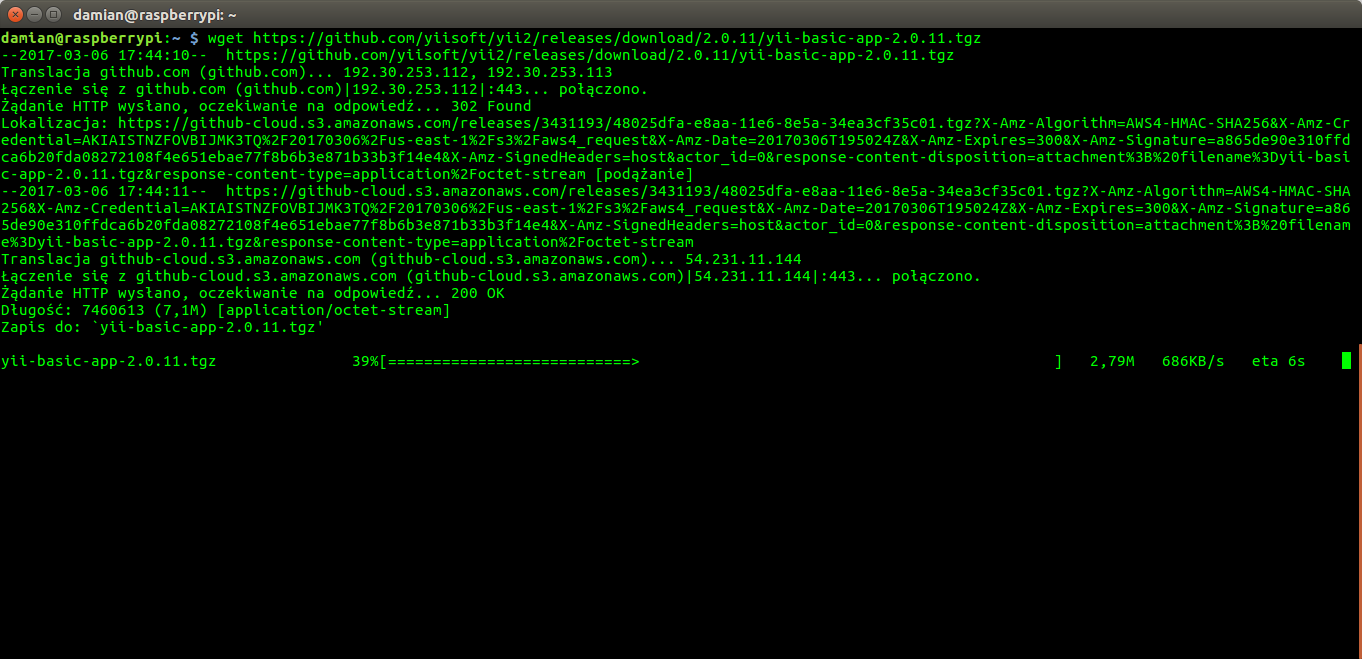 damian@raspberrypi: ~
damian@raspberrypi:~ $ wget https://github.com/yiisoft/yii2/releases/download/2.0.11/yii-basic-app-2.0.11.tgz
--2017-03-06 17:44:10--  https://github.com/yiisoft/yii2/releases/download/2.0.11/yii-basic-app-2.0.11.tgz
Translacja github.com (github.com)... 192.30.253.112, 192.30.253.113
Łączenie się z github.com (github.com)|192.30.253.112|:443... połączono.
Żądanie HTTP wysłano, oczekiwanie na odpowiedź... 302 Found
Lokalizacja: https://github-cloud.s3.amazonaws.com/releases/3431193/48025dfa-e8aa-11e6-8e5a-34ea3cf35c01.tgz?X-Amz-Algorithm=AWS4-HMAC-SHA256&X-Amz-Cr
edential=AKIAISTNZFOVBIJMK3TQ%2F20170306%2Fus-east-1%2Fs3%2Faws4_request&X-Amz-Date=20170306T195024Z&X-Amz-Expires=300&X-Amz-Signature=a865de90e310ffd
ca6b20fda08272108f4e651ebae77f8b6b3e871b33b3f14e4&X-Amz-SignedHeaders=host&actor_id=0&response-content-disposition=attachment%3B%20filename%3Dyii-basi
c-app-2.0.11.tgz&response-content-type=application%2Foctet-stream [podążanie]
--2017-03-06 17:44:11--  https://github-cloud.s3.amazonaws.com/releases/3431193/48025dfa-e8aa-11e6-8e5a-34ea3cf35c01.tgz?X-Amz-Algorithm=AWS4-HMAC-SHA
256&X-Amz-Credential=AKIAISTNZFOVBIJMK3TQ%2F20170306%2Fus-east-1%2Fs3%2Faws4_request&X-Amz-Date=20170306T195024Z&X-Amz-Expires=300&X-Amz-Signature=a86
5de90e310ffdca6b20fda08272108f4e651ebae77f8b6b3e871b33b3f14e4&X-Amz-SignedHeaders=host&actor_id=0&response-content-disposition=attachment%3B%20filenam
e%3Dyii-basic-app-2.0.11.tgz&response-content-type=application%2Foctet-stream
Translacja github-cloud.s3.amazonaws.com (github-cloud.s3.amazonaws.com)... 54.231.11.144
Łączenie się z github-cloud.s3.amazonaws.com (github-cloud.s3.amazonaws.com)|54.231.11.144|:443... połączono.
Żądanie HTTP wysłano, oczekiwanie na odpowiedź... 200 OK
Długość: 7460613 (7,1M) [application/octet-stream]
Zapis do: `yii-basic-app-2.0.11.tgz'
yii-basic-app-2.0.11.tgz 39%[===========================> ] 2,79M 686KB/s eta 6s